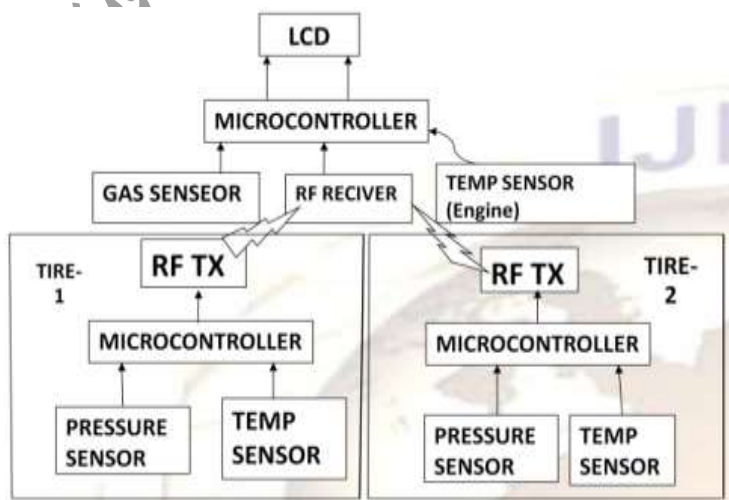 LCD
MICROCONTROLLER
GAS SENSEOR
RF RECIVER
TEMP SENSOR
(Engine)
TIRE-
1
RF TX
MICROCONTROLLER
PRESSURE
SENSOR
TEMP
SENSOR
RF TX
TIRE-
2
MICROCONTROLLER
PRESSURE
SENSOR
TEMP
SENSOR